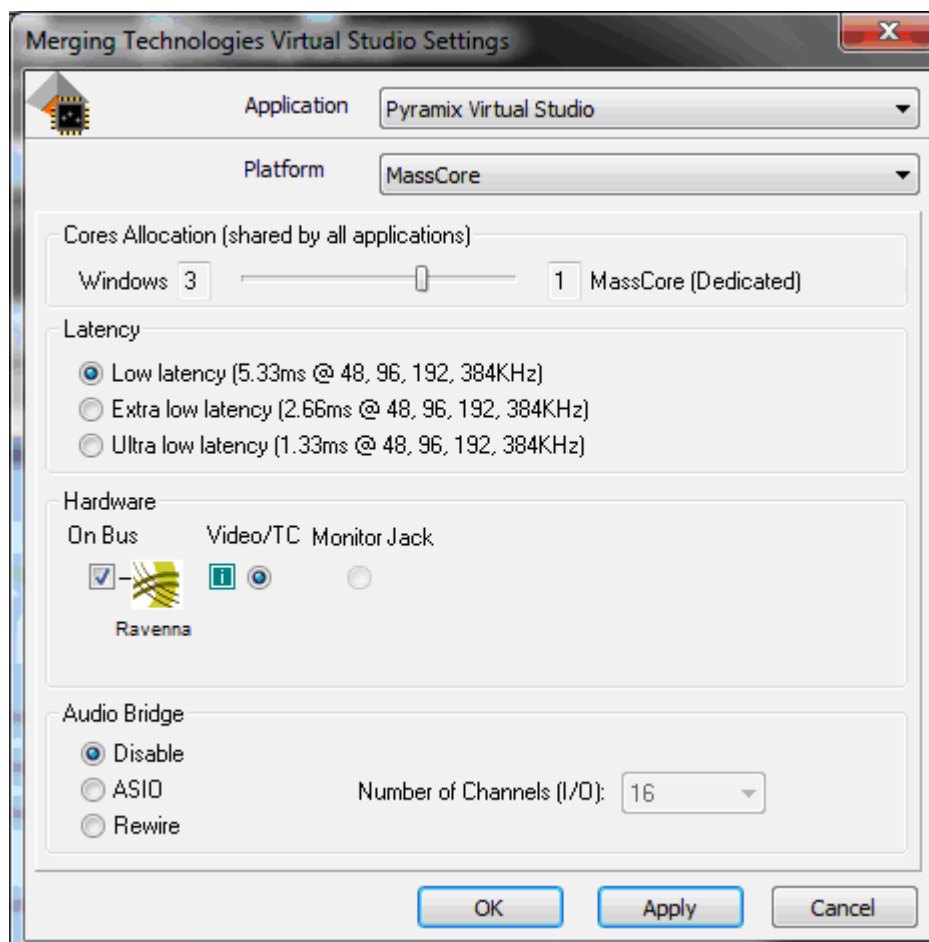 Merging Technologies Virtual Studio Settings
Application Pyramix Virtual Studio
Platform MassCore
Cores Allocation (shared by all applications)
Windows 3 1 MassCore (Dedicated)
Latency
Low latency (5.33ms @ 48, 96, 192, 384KHz)
Extra low latency (2.66ms @ 48, 96, 192, 384KHz)
Ultra low latency (1.33ms @ 48, 96, 192, 384KHz)
Hardware
On Bus Video/TC Monitor Jack
i
Ravenna
Audio Bridge
Disable
ASIO Number of Channels (I/O): 16
Rewire
OK Apply Cancel